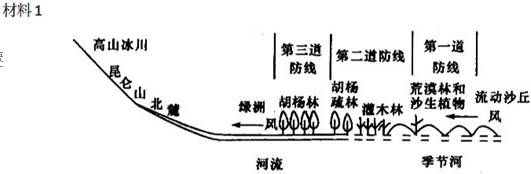 材料1
高山冰川
昆仑山北麓
第三道
防线
第二道
防线
第一道
防线
绿洲
风
胡杨林
胡杨
疏林
灌木林
荒漠林和
沙生植物
流动沙丘
风
河流
季节河